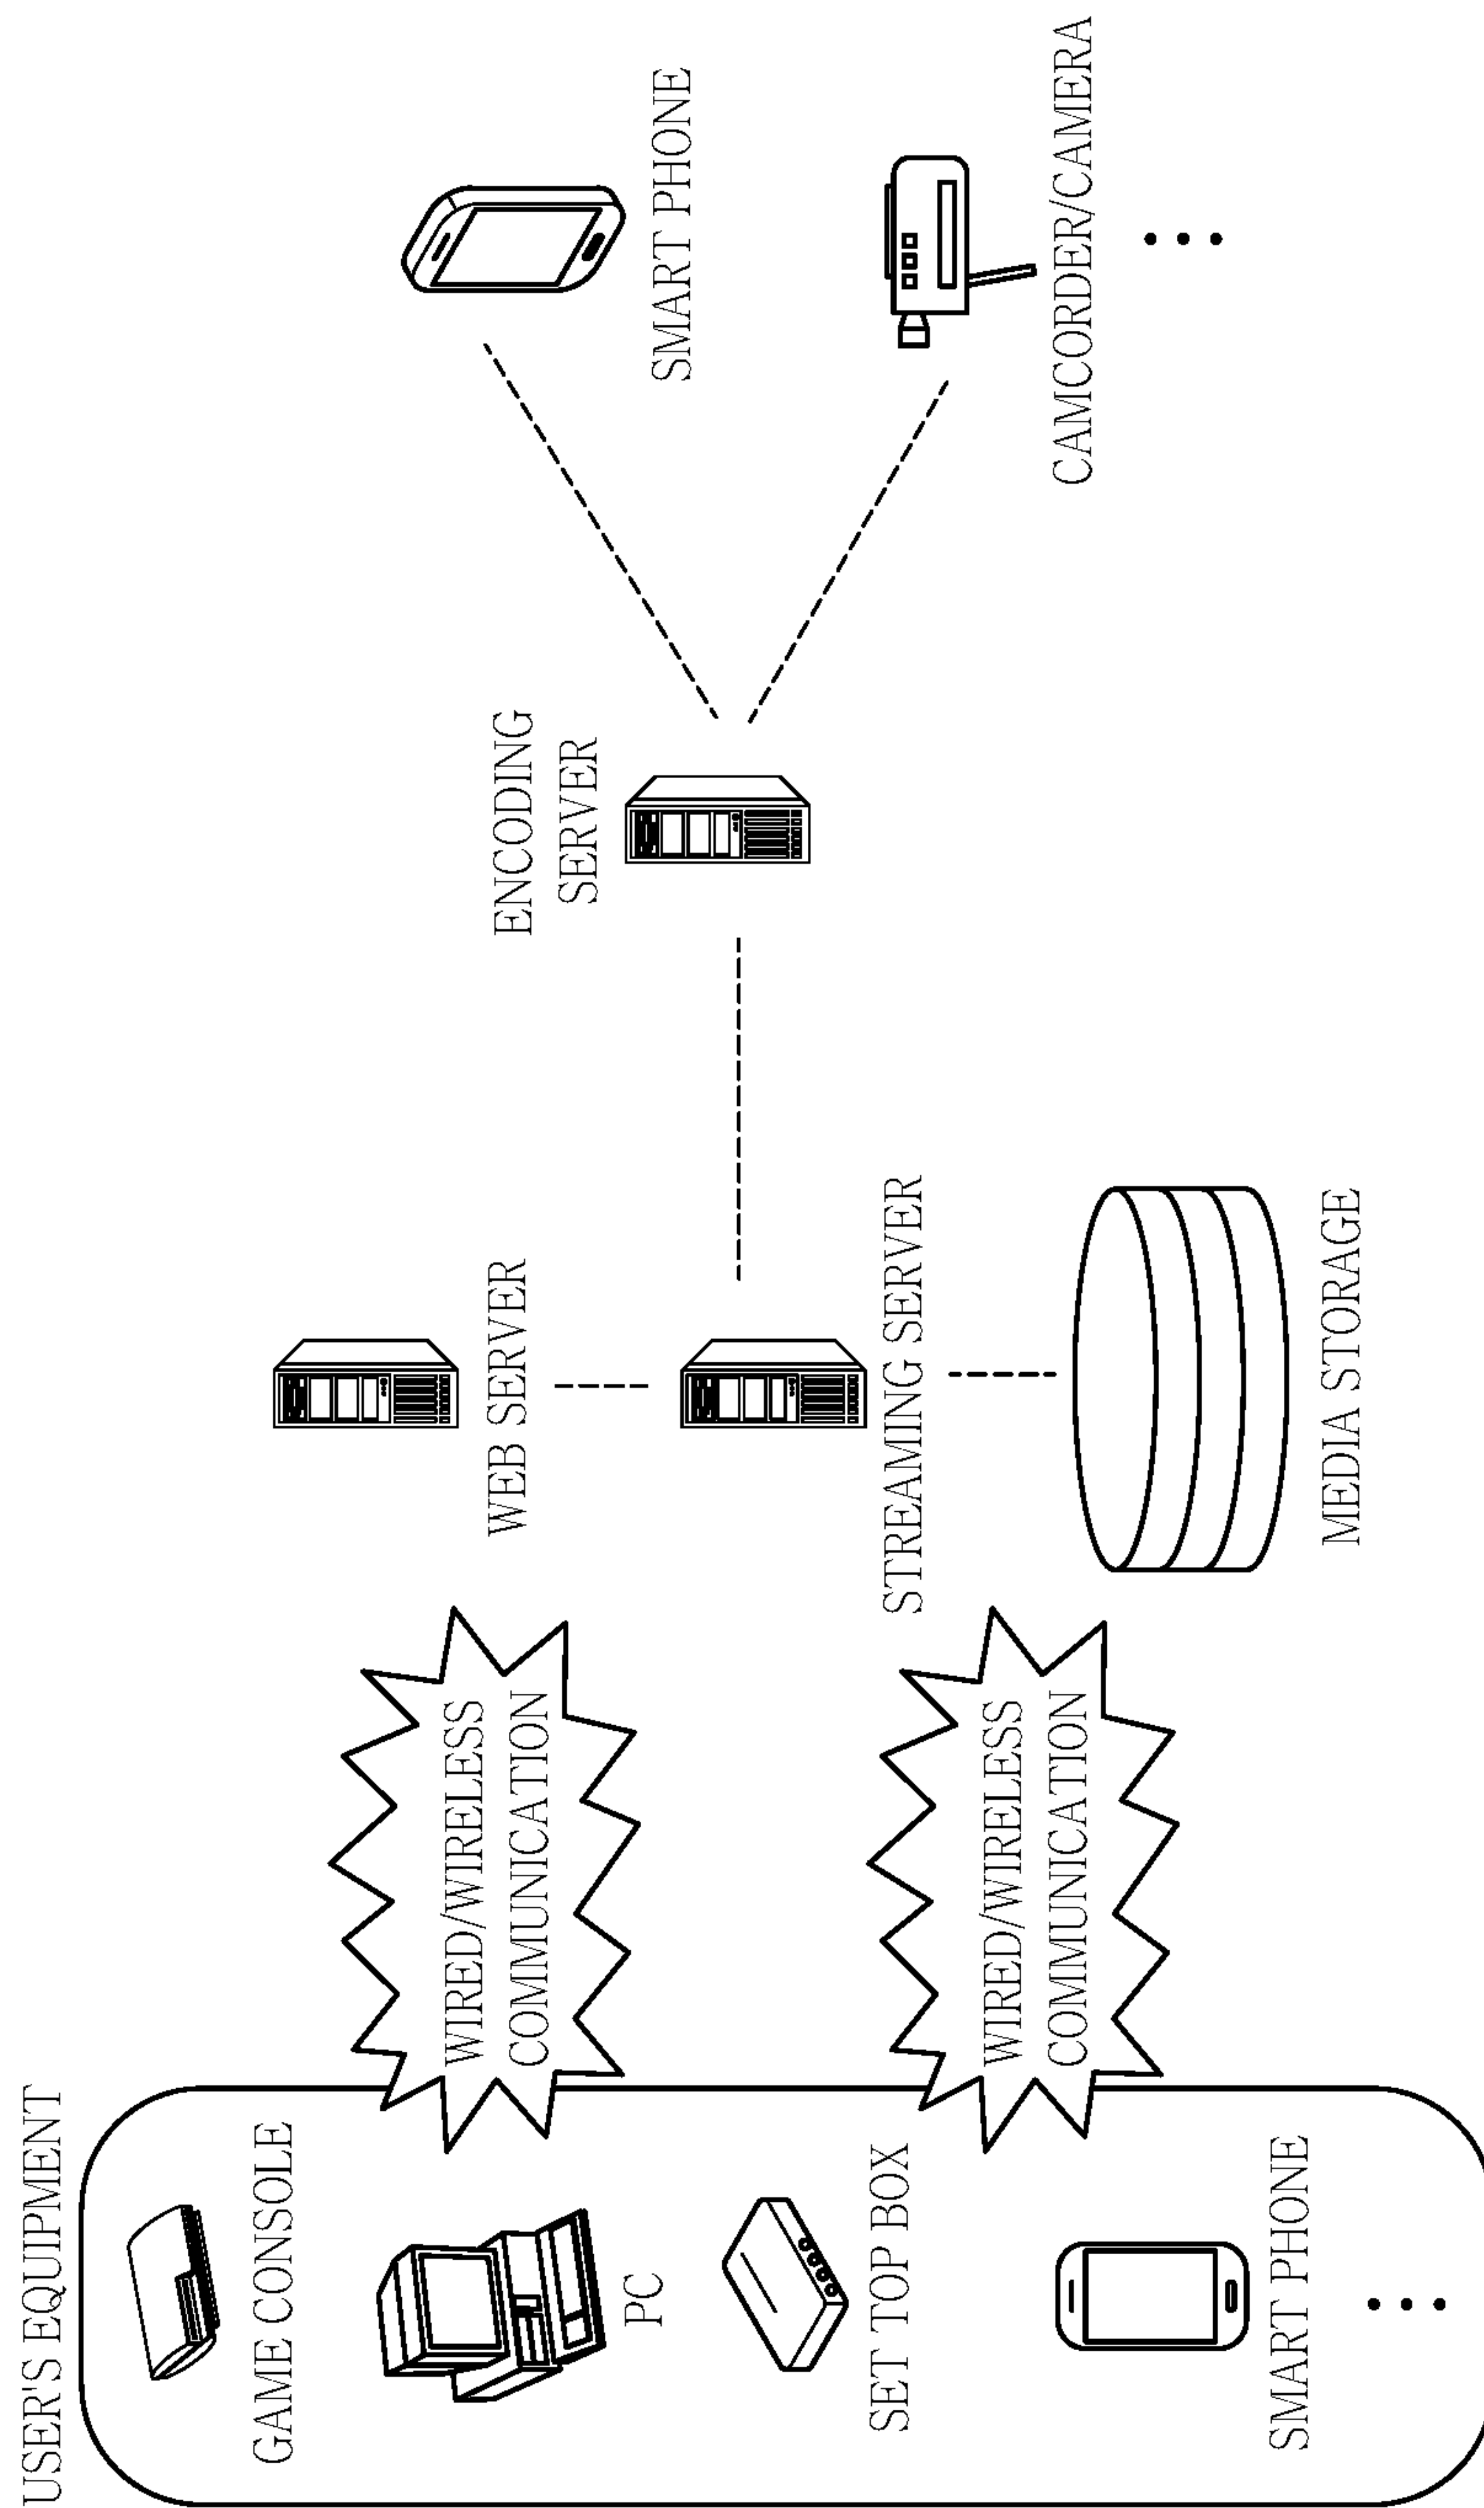 USER'S EQUIPMENT
GAME CONSOLE
PC
SET TOP BOX
SMART PHONE
WIRED/WIRELESS
COMMUNICATION
WIRED/WIRELESS
COMMUNICATION
WEB SERVER
STREAMING SERVER
MEDIA STORAGE
ENCODING
SERVER
SMART PHONE
CAMCORDER/CAMERA